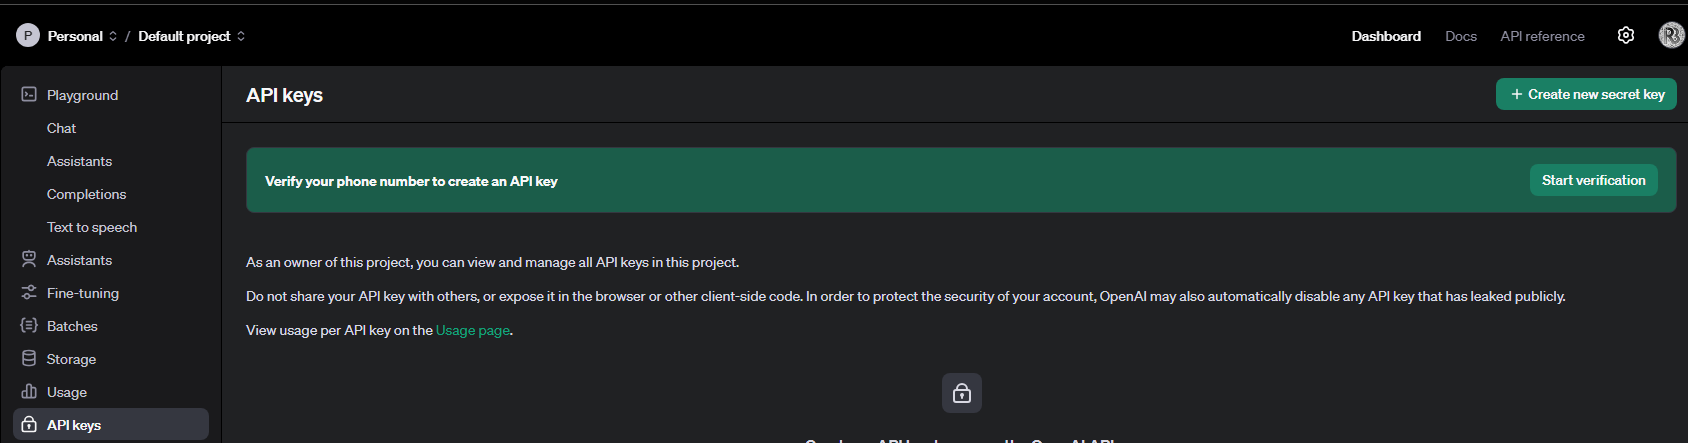 P Personal / Default project
Dashboard Docs API reference
Playground
Chat
Assistants
Completions
Text to speech
Assistants
Fine-tuning
Batches
Storage
Usage
API keys
API keys
+ Create new secret key
Verify your phone number to create an API key
Start verification
As an owner of this project, you can view and manage all API keys in this project.
Do not share your API key with others, or expose it in the browser or other client-side code. In order to protect the security of your account, OpenAI may also automatically disable any API key that has leaked publicly.
View usage per API key on the Usage page.